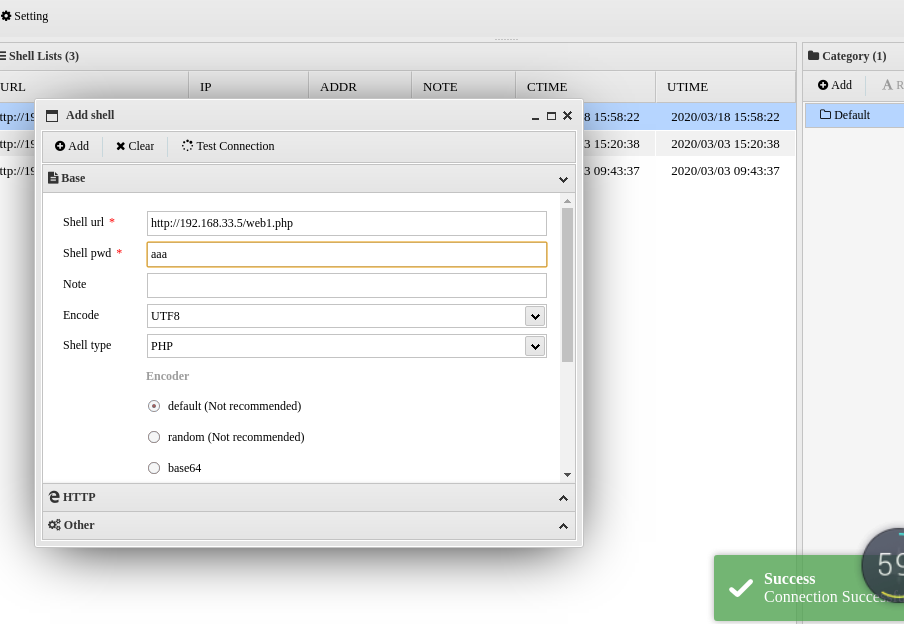 Setting
Shell Lists (3)
Category (1)
URL IP ADDR NOTE CTIME UTIME
Add R
ttp://19 8 15:58:22 2020/03/18 15:58:22
Default
ttp://19 3 15:20:38 2020/03/03 15:20:38
ttp://19 3 09:43:37 2020/03/03 09:43:37
Add shell
Add Clear Test Connection
Base
Shell url * http://192.168.33.5/web1.php
Shell pwd * aaa
Note
Encode UTF8
Shell type PHP
Encoder
default (Not recommended)
random (Not recommended)
base64
HTTP
Other
Success
Connection Succe
59